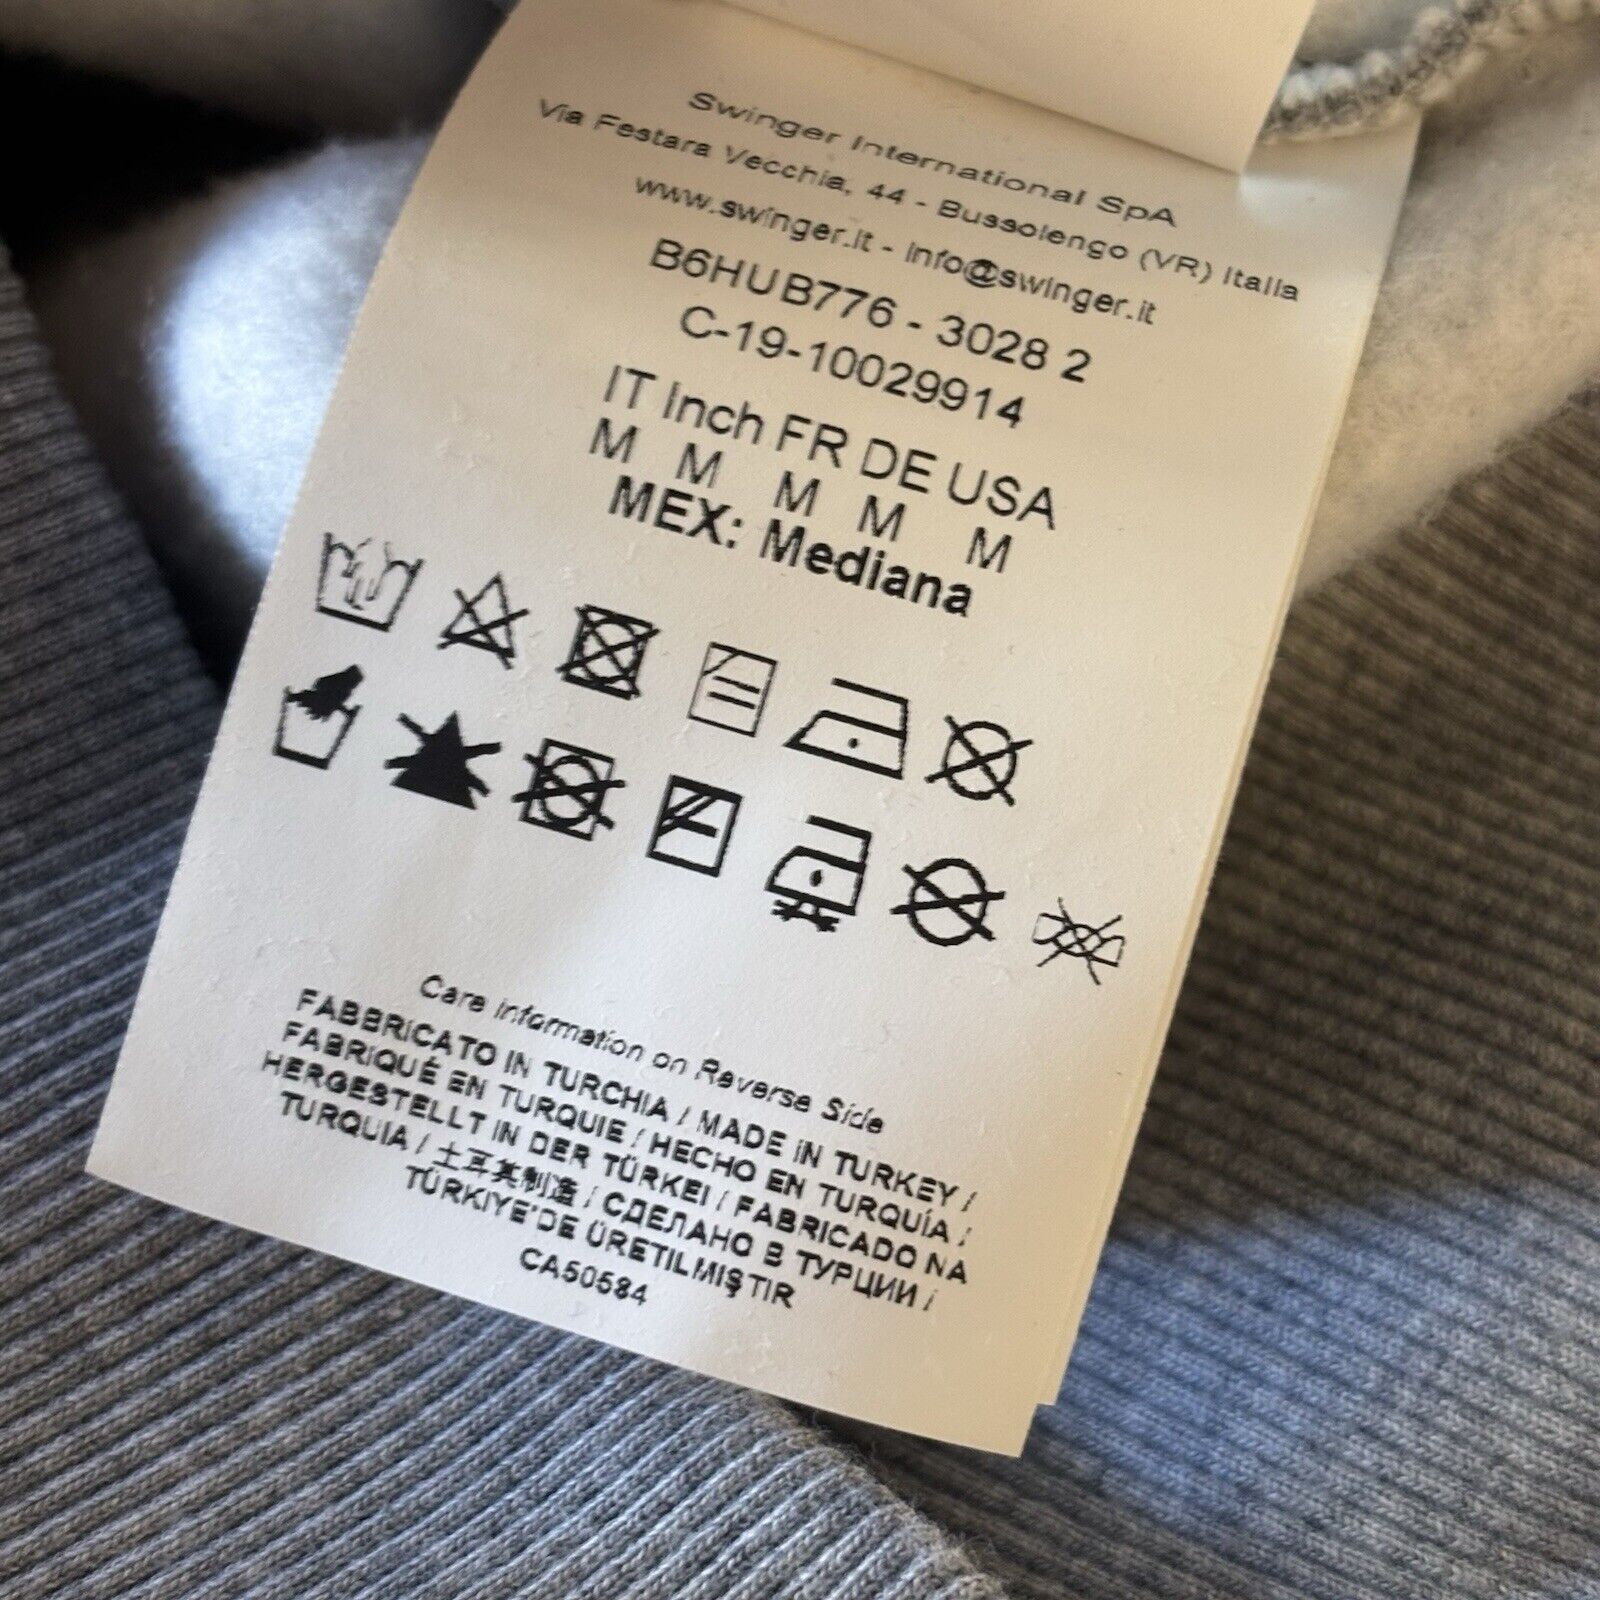 Swinger International SpA
Via Festara Vecchia, 44 - Bussolengo (VR) Italia
www.swinger.it - info@swinger.it
B6HUB776 - 3028 2
C-19-10029914
IT Inch FR DE USA
M M M M M
MEX: Mediana
Care information on Reverse Side
FABBRICATO IN TURCHIA / MADE IN TURKEY /
FABRIQUÉ EN TURQUIE / HECHO EN TURQUÍA /
HERGESTELLT IN DER TÜRKEI / FABRICADO NA
TURQUIA / 土耳其制造 / СДЕЛАНО В ТУРЦИИ /
TÜRKIYE'DE ÜRETILMIŞTIR
CA50584